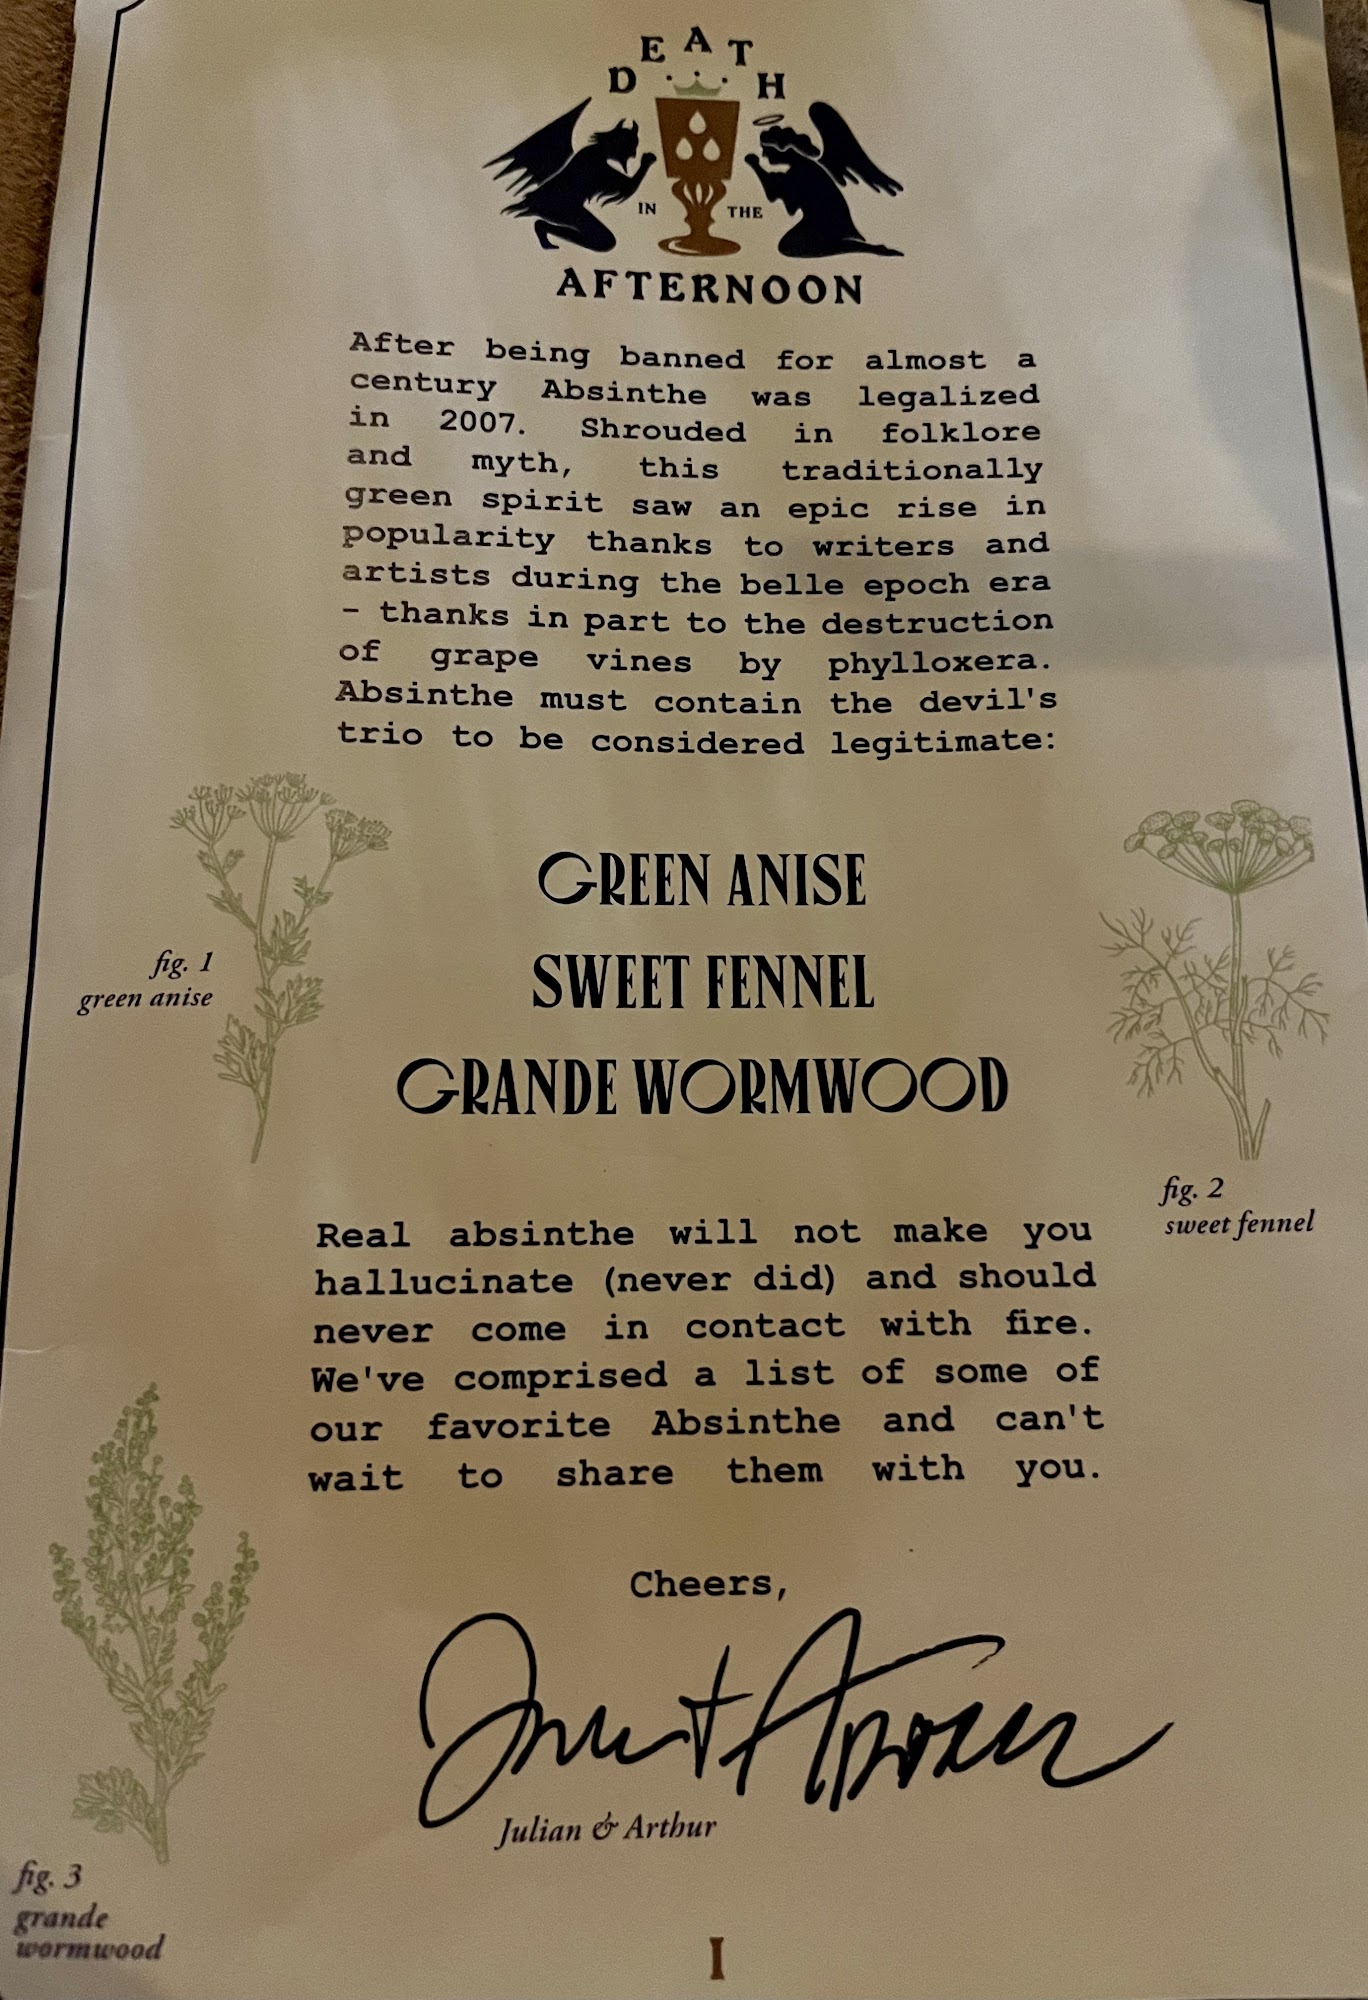 DEATH
IN THE
AFTERNOON
After being banned for almost a
century Absinthe was legalized
in 2007. Shrouded in folklore
and myth, this traditionally
green spirit saw an epic rise in
popularity thanks to writers and
artists during the belle epoch era
- thanks in part to the destruction
of grape vines by phylloxera.
Absinthe must contain the devil's
trio to be considered legitimate:
GREEN ANISE
SWEET FENNEL
GRANDE WORMWOOD
fig. 1
green anise
fig. 2
sweet fennel
Real absinthe will not make you
hallucinate (never did) and should
never come in contact with fire.
We've comprised a list of some of
our favorite Absinthe and can't
wait to share them with you.
Cheers,
Julian & Arthur
fig. 3
grande
wormwood
I